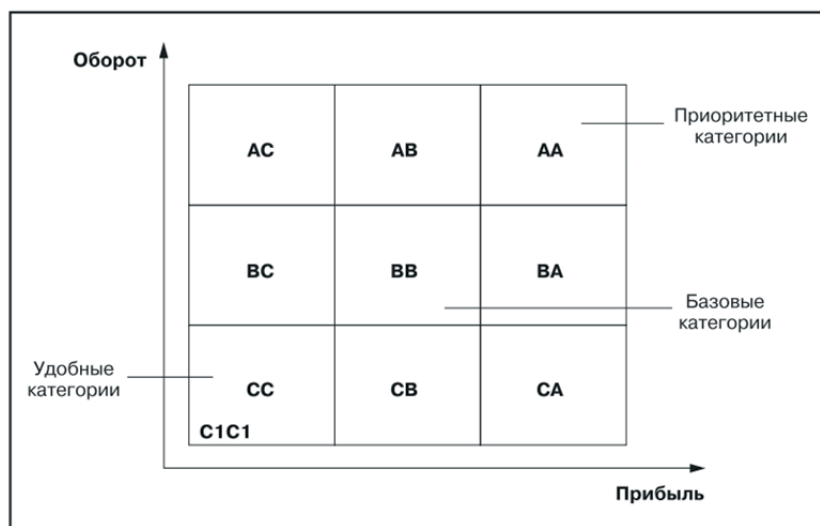 Оборот
Приоритетные
категории
AC
AB
AA
BC
BB
BA
Базовые
категории
Удобные
категории
CC
CB
CA
C1C1
Прибыль